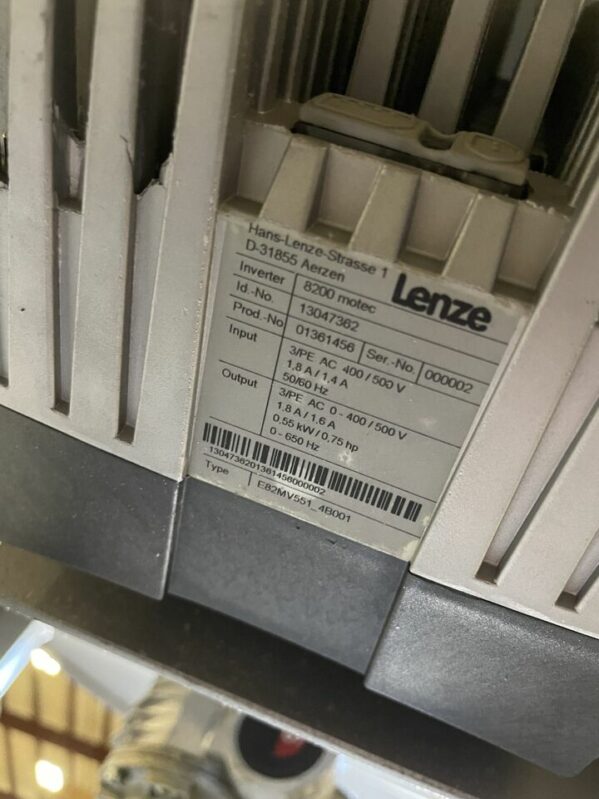 Hans-Lenze-Strasse 1
D-31855 Aerzen
Lenze
Inverter 8200 motec
Id.-No. 13047362
Prod.-No 01361456 Ser.-No. 000002
Input 3/PE AC 400 / 500 V
1.8 A / 1.4 A
50/60 Hz
Output 3/PE AC 0 - 400 / 500 V
1.8 A / 1.6 A
0.55 kW / 0.75 hp
0 - 650 Hz
130473620136145600002
Type E82MV551_4B001